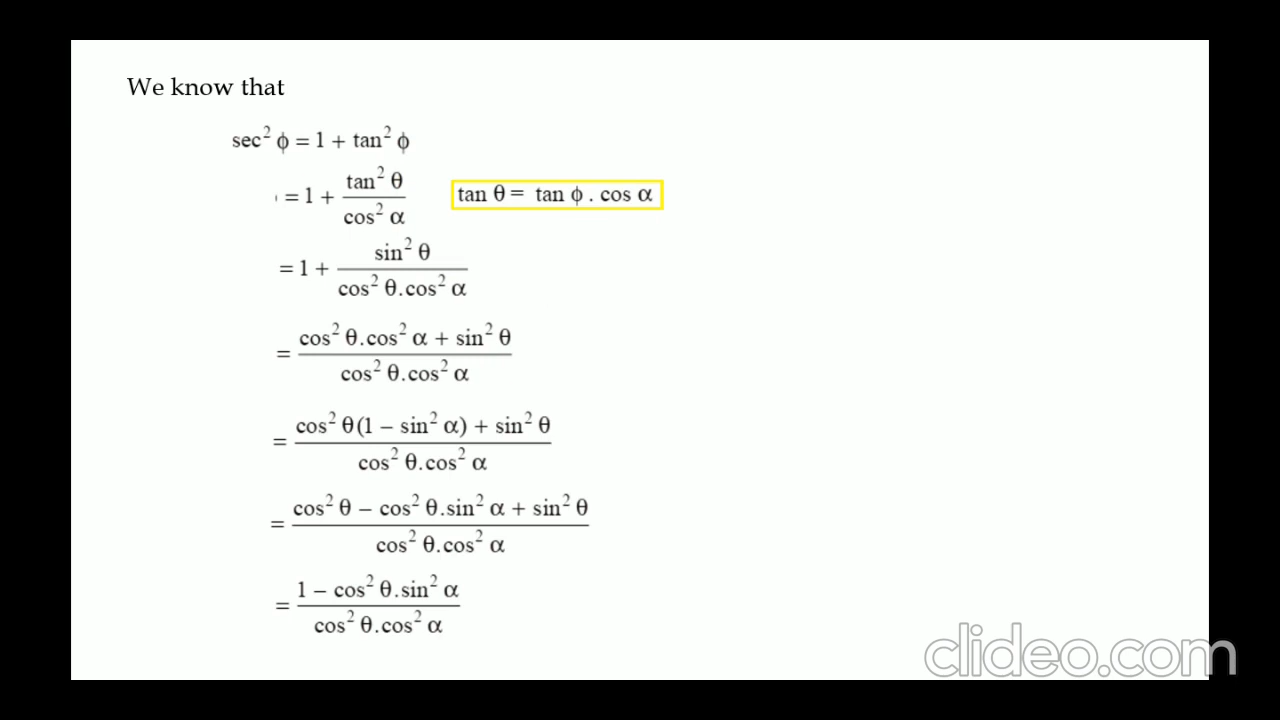 We know that
sec² ϕ = 1 + tan² ϕ
= 1 + tan² θ / cos² α
tan θ = tan ϕ . cos α
= 1 + sin² θ / cos² θ.cos² α
= cos² θ.cos² α + sin² θ / cos² θ.cos² α
= cos² θ(1 − sin² α) + sin² θ / cos² θ.cos² α
= cos² θ − cos² θ.sin² α + sin² θ / cos² θ.cos² α
= 1 − cos² θ.sin² α / cos² θ.cos² α
clideo.com